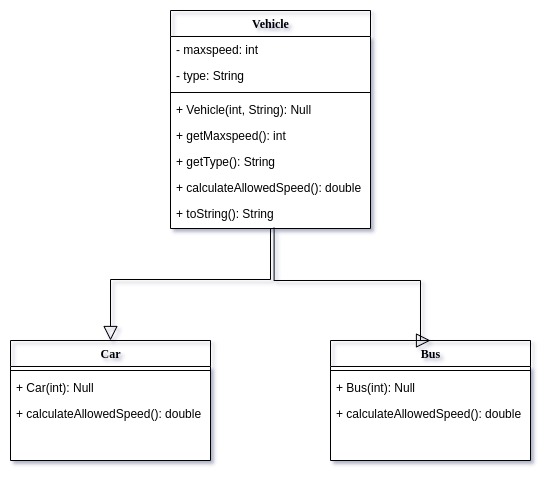 Vehicle
- maxspeed: int
- type: String
+ Vehicle(int, String): Null
+ getMaxspeed(): int
+ getType(): String
+ calculateAllowedSpeed(): double
+ toString(): String
Car
+ Car(int): Null
+ calculateAllowedSpeed(): double
Bus
+ Bus(int): Null
+ calculateAllowedSpeed(): double